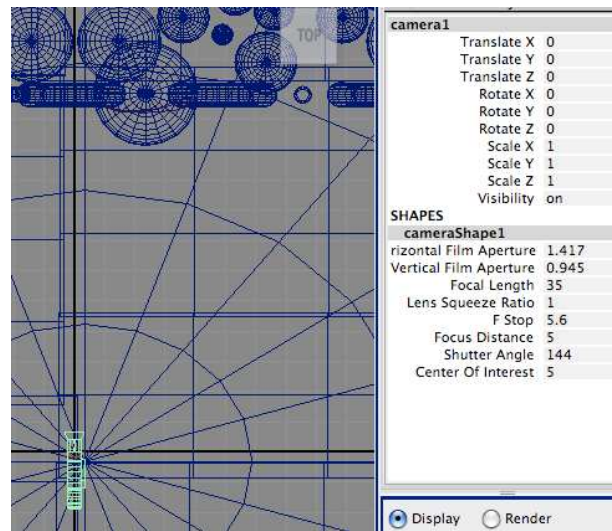 TOP
camera1
Translate X 0
Translate Y 0
Translate Z 0
Rotate X 0
Rotate Y 0
Rotate Z 0
Scale X 1
Scale Y 1
Scale Z 1
Visibility on
SHAPES
cameraShape1
rizontal Film Aperture 1.417
Vertical Film Aperture 0.945
Focal Length 35
Lens Squeeze Ratio 1
F Stop 5.6
Focus Distance 5
Shutter Angle 144
Center Of Interest 5
Display Render